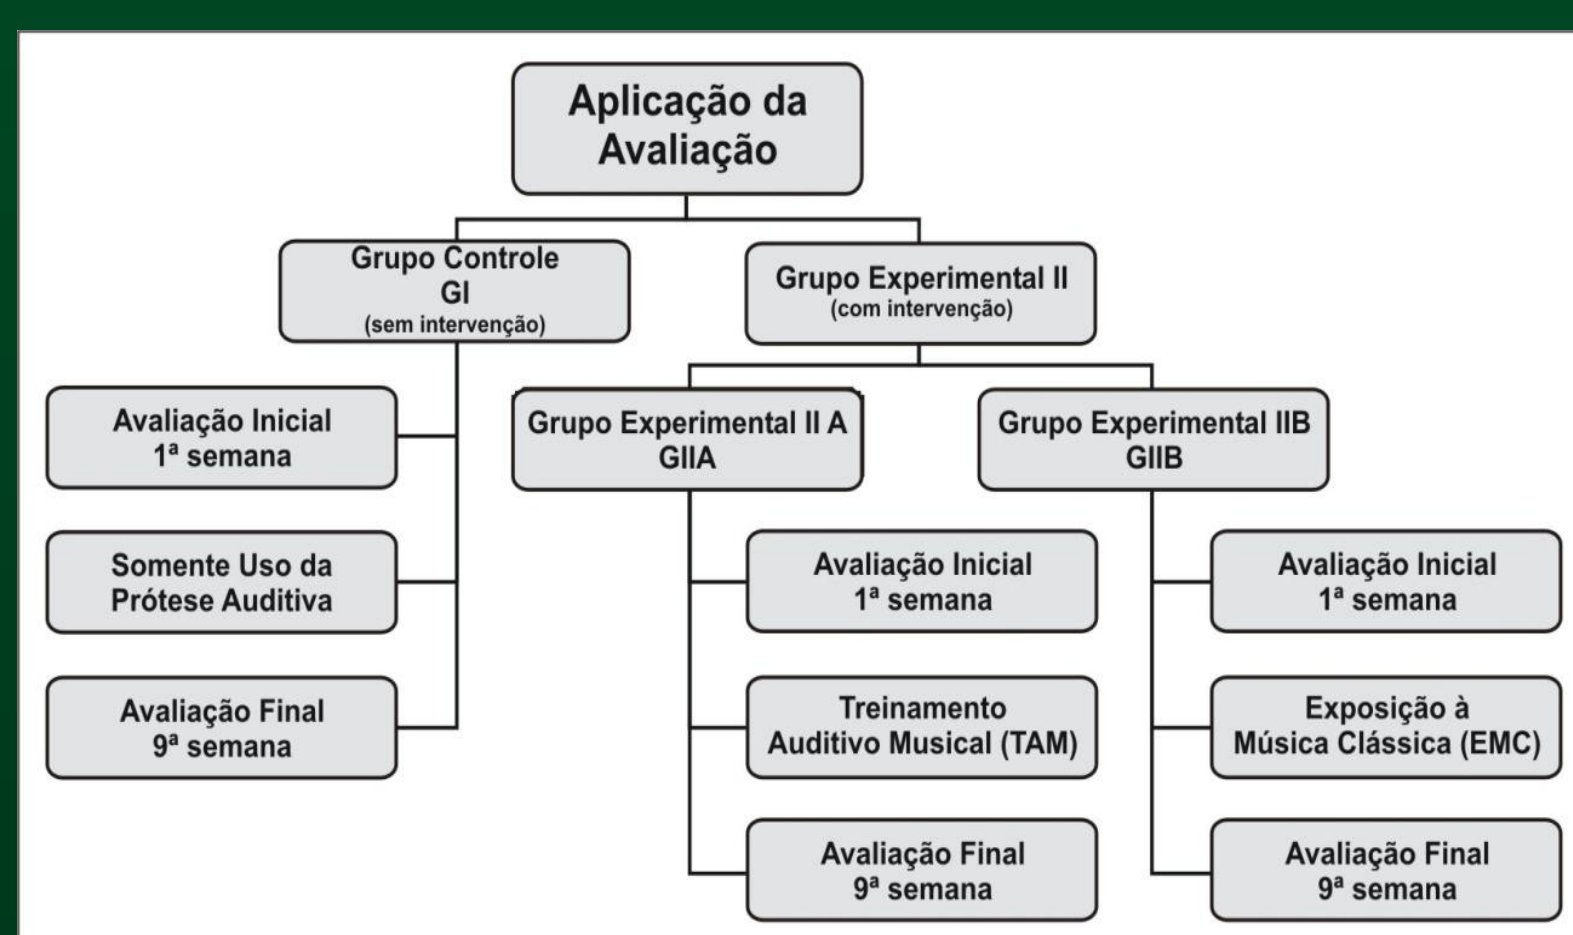 Aplicação da
Avaliação
Grupo Controle
GI
(sem intervenção)
Grupo Experimental II
(com intervenção)
Avaliação Inicial
1ª semana
Somente Uso da
Prótese Auditiva
Avaliação Final
9ª semana
Grupo Experimental II A
GIIA
Avaliação Inicial
1ª semana
Treinamento
Auditivo Musical (TAM)
Avaliação Final
9ª semana
Grupo Experimental IIB
GIIB
Avaliação Inicial
1ª semana
Exposição à
Música Clássica (EMC)
Avaliação Final
9ª semana